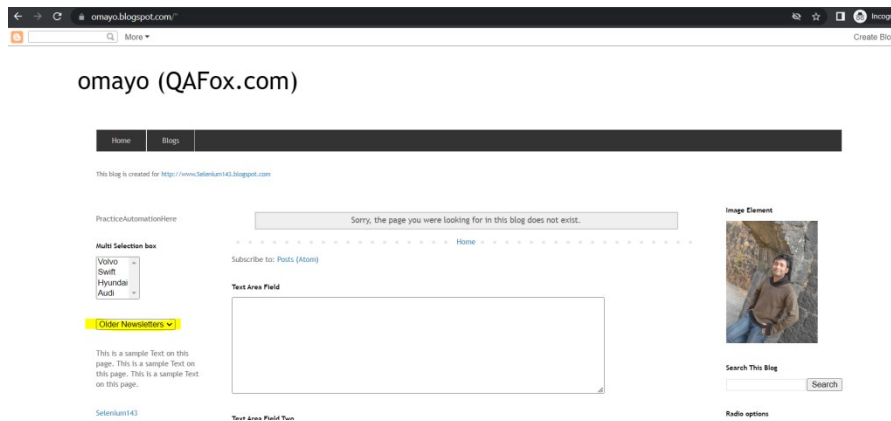 omayo.blogspot.com/"
Incog
More
Create Blo
omayo (QAFox.com)
Home Blogs
This blog is created for http://www.Selenium143.blogspot.com
PracticeAutomationHere
Multi Selection box
Volvo
Swift
Hyundai
Audi
Older Newsletters
This is a sample Text on this
page. This is a sample Text on
this page. This is a sample Text
on this page.
Selenium143
Sorry, the page you were looking for in this blog does not exist.
Home
Subscribe to: Posts (Atom)
Text Area Field
Text Area Field Two
Image Element
Search This Blog
Search
Radio options